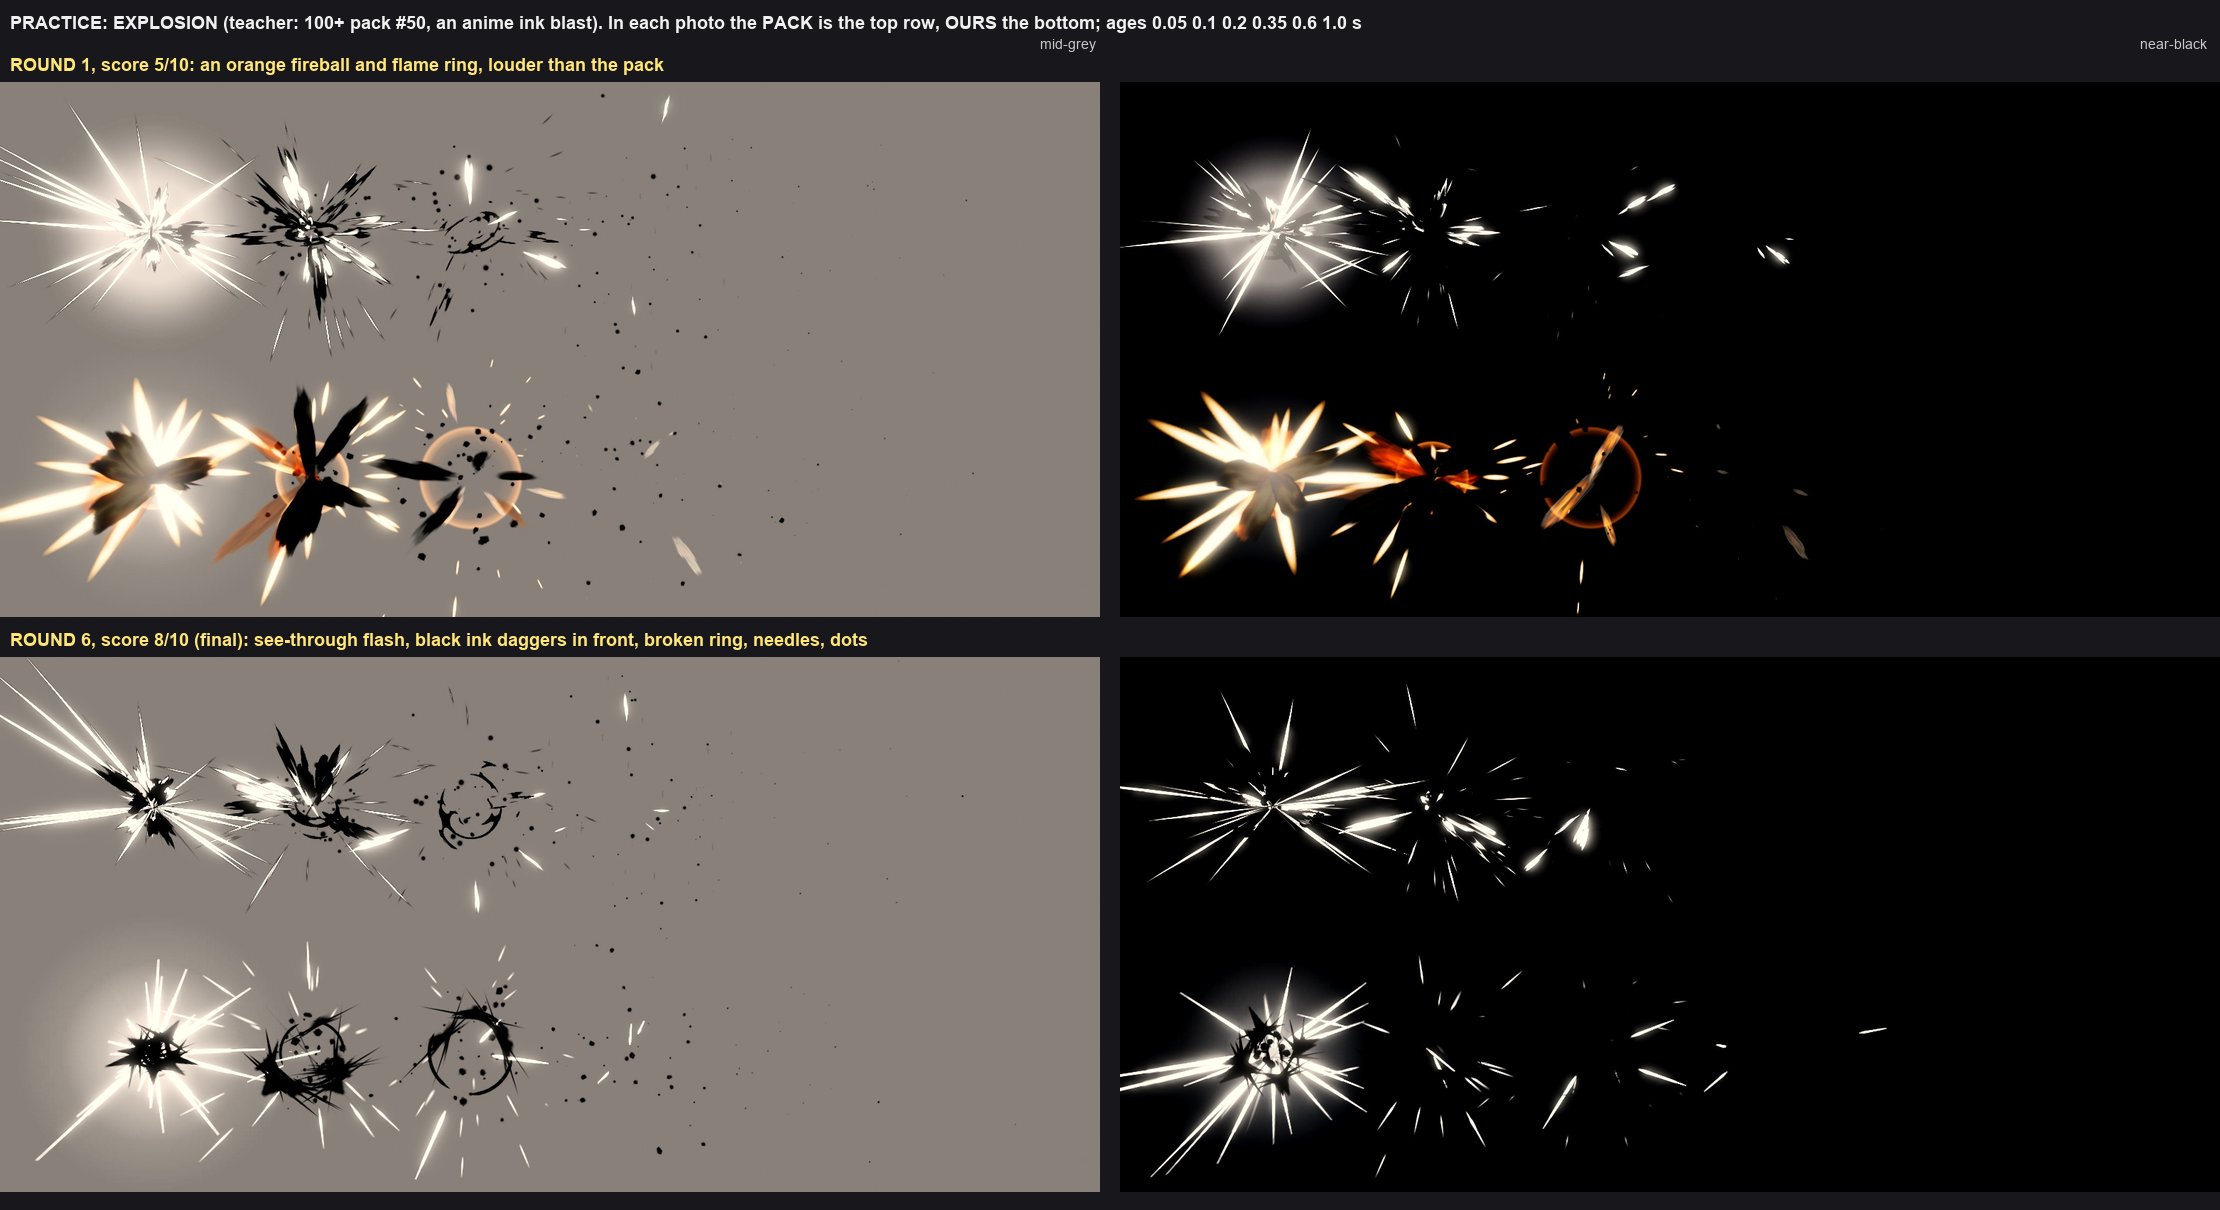 PRACTICE: EXPLOSION (teacher: 100+ pack #50, an anime ink blast). In each photo the PACK is the top row, OURS the bottom; ages 0.05 0.1 0.2 0.35 0.6 1.0 s
mid-grey
near-black
ROUND 1, score 5/10: an orange fireball and flame ring, louder than the pack
ROUND 6, score 8/10 (final): see-through flash, black ink daggers in front, broken ring, needles, dots